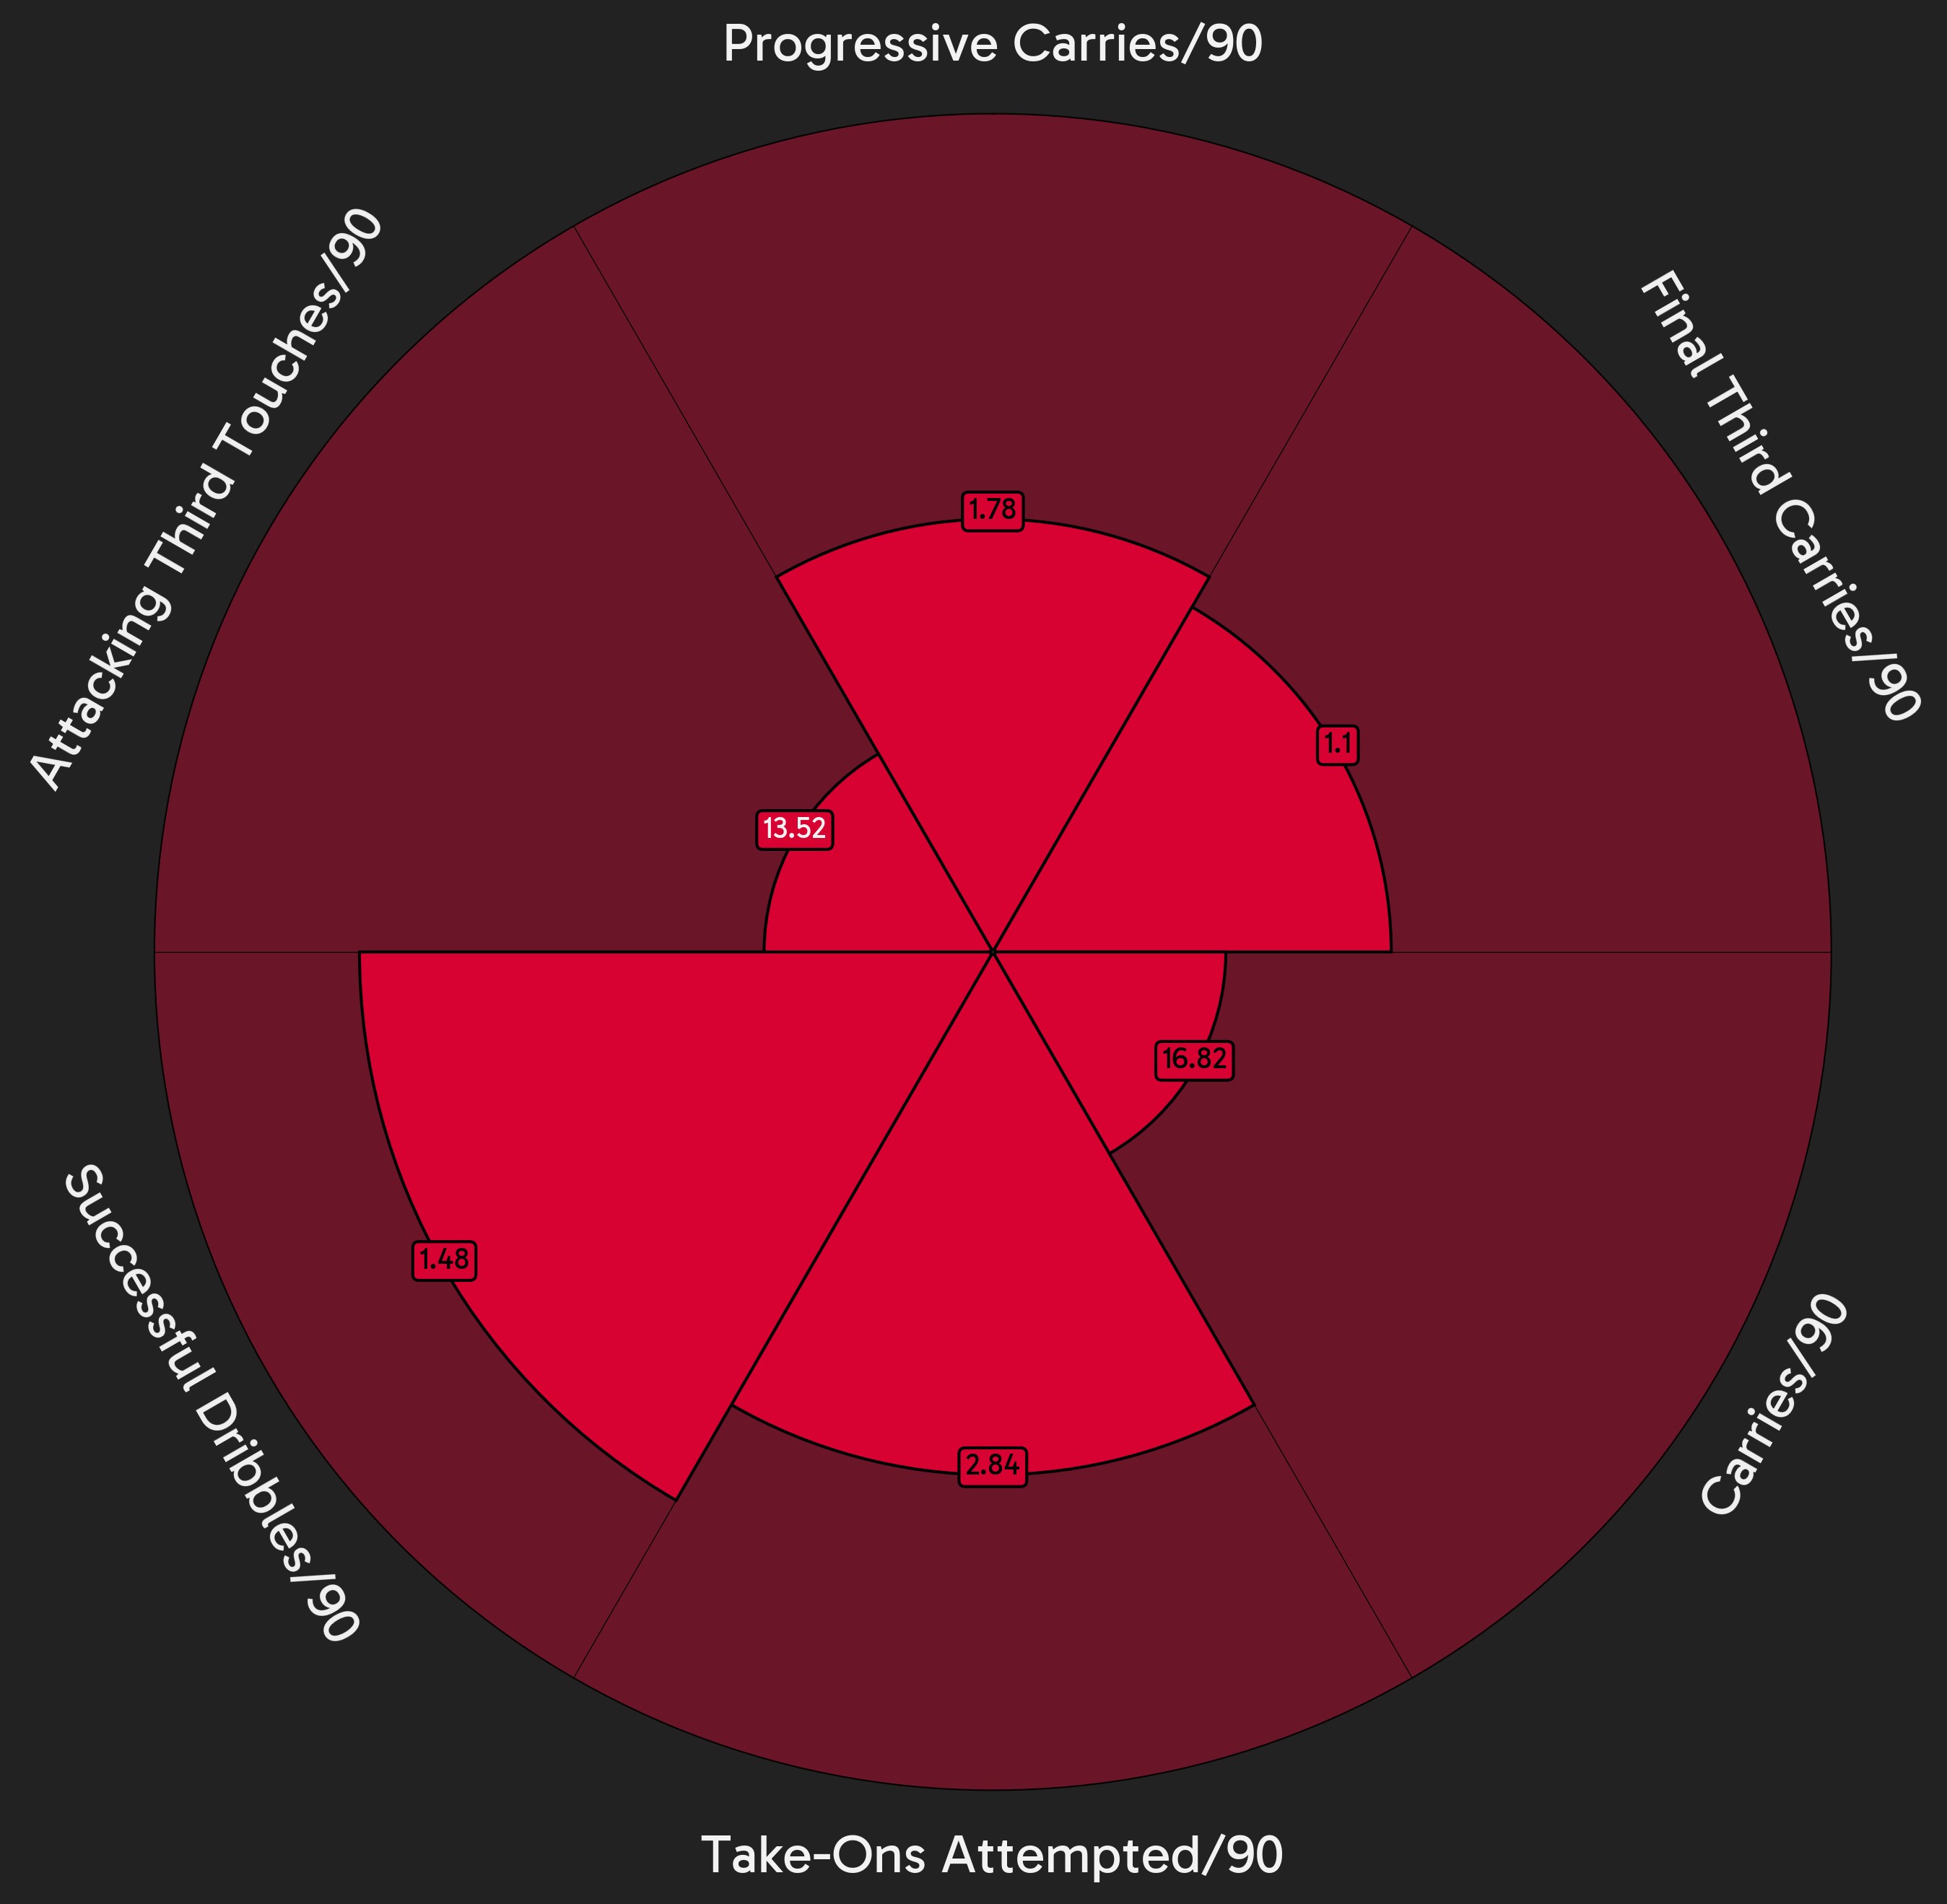 Progressive Carries/90
Final Third Carries/90
Attacking Third Touches/90
1.78
1.1
13.52
16.82
1.48
2.84
Successful Dribbles/90
Carries/90
Take-Ons Attempted/90